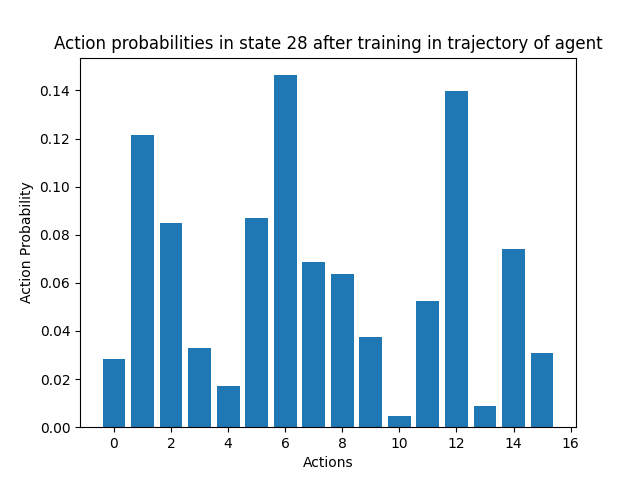 Action probabilities in state 28 after training in trajectory of agent
0.14
0.12
0.10
0.08
0.06
0.04
0.02
0.00
Action Probability
0 2 4 6 8 10 12 14 16
Actions